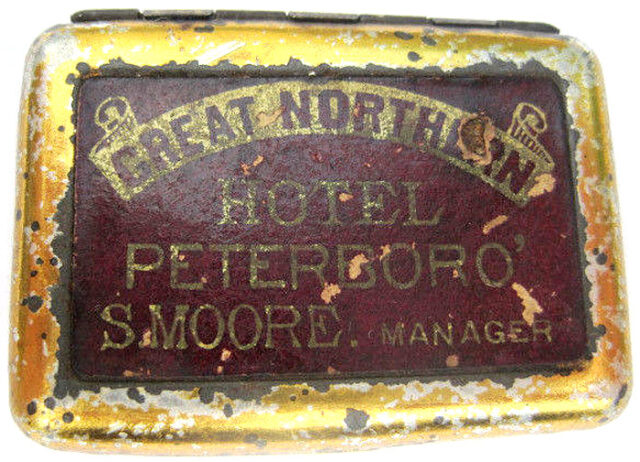 GREAT NORTHERN
HOTEL
PETERBORO'
S. MOORE. MANAGER